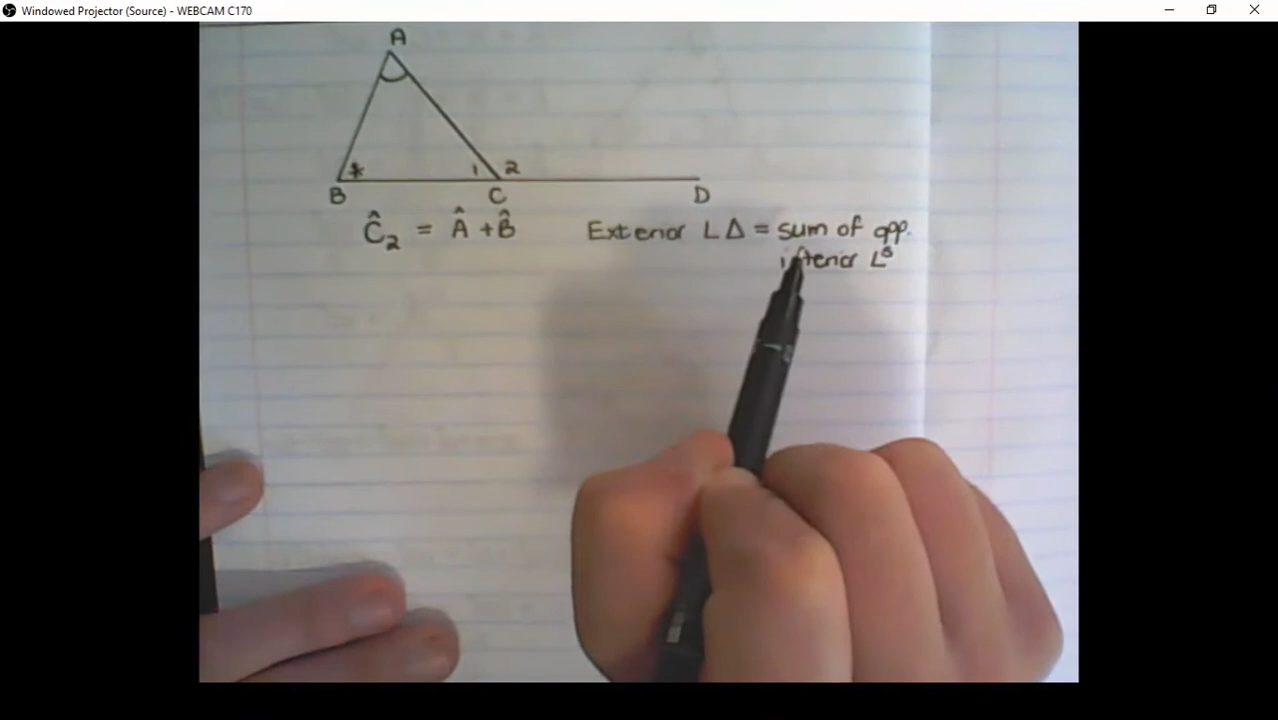 Windowed Projector (Source) - WEBCAM C170
A
* 1 2
B C D
Ĉ₂ = Â + B̂ Exterior ∠Δ = sum of opp.
interior ∠ˢ